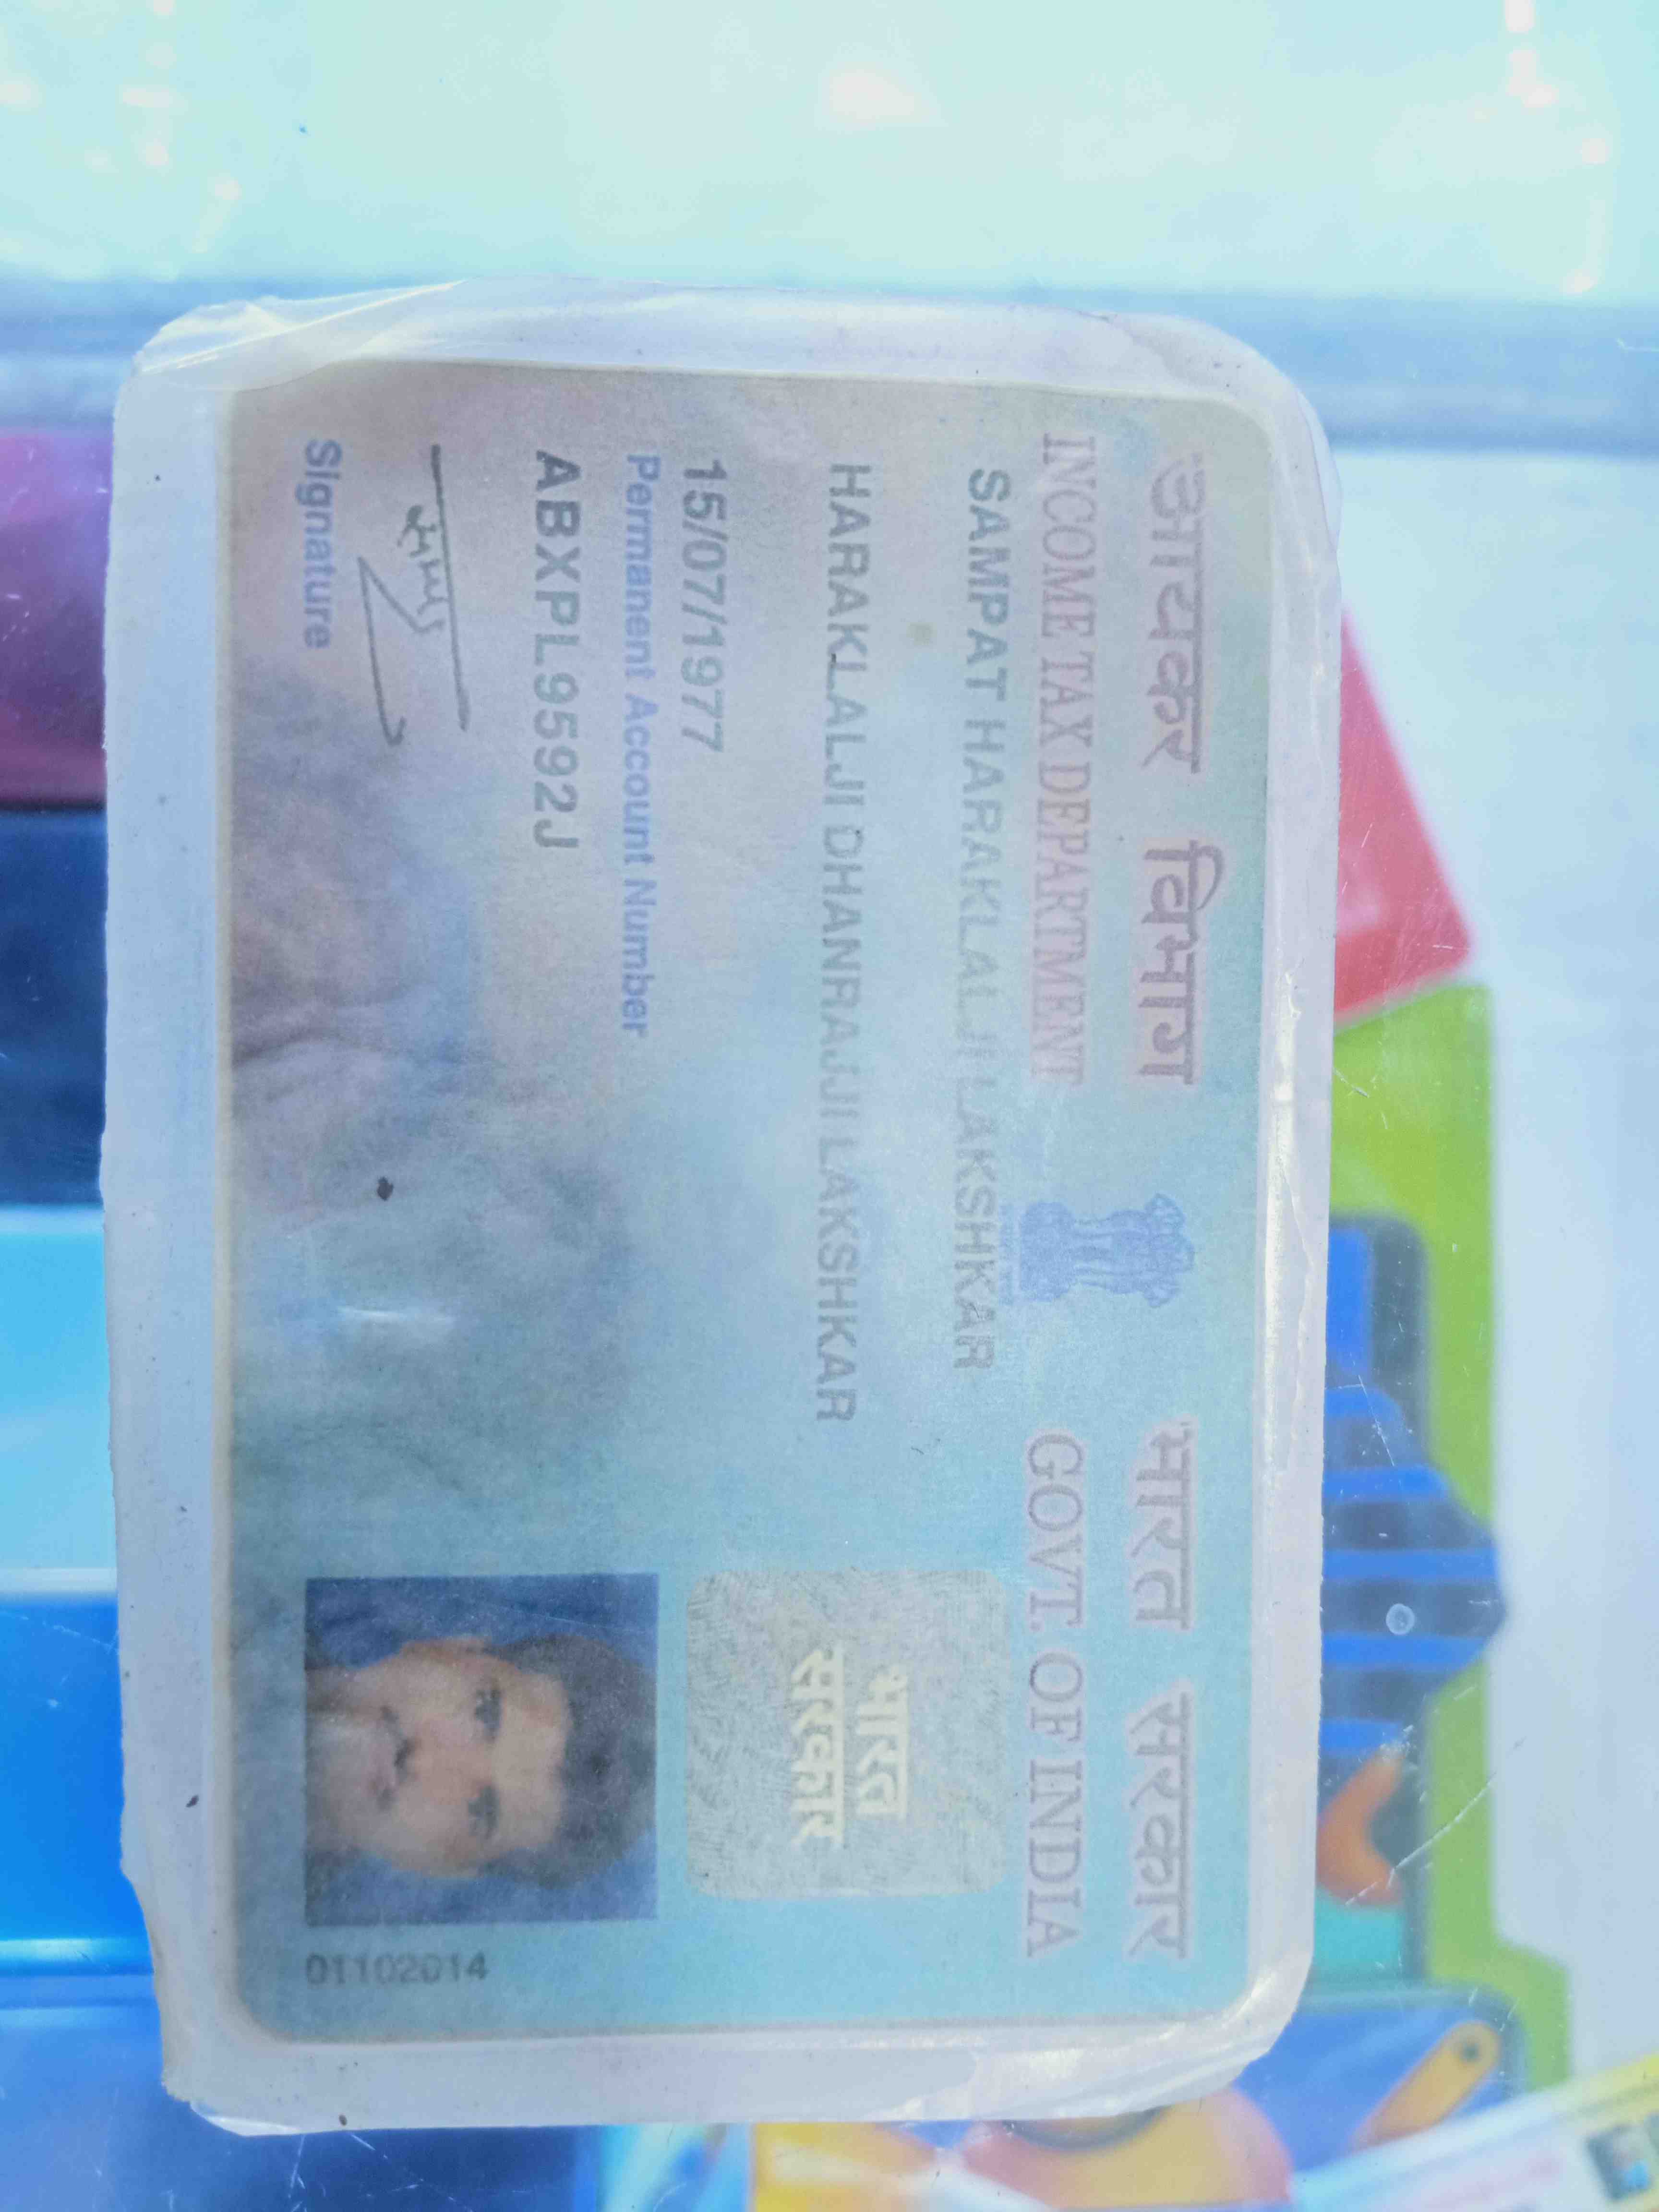 आयकर विभाग
INCOME TAX DEPARTMENT
भारत सरकार
GOVT. OF INDIA
SAMPAT HARAKLALJI LAKSHKAR
HARAKLALJI DHANRAJJI LAKSHKAR
15/07/1977
Permanent Account Number
ABXPL9592J
Signature
भारत
सरकार
01102014